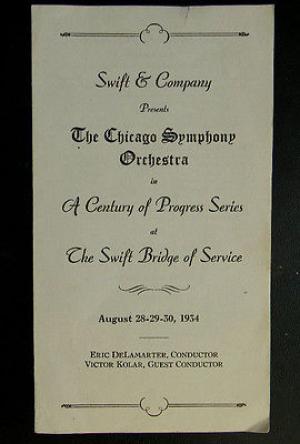 Swift & Company
Presents
The Chicago Symphony
Orchestra
in
A Century of Progress Series
at
The Swift Bridge of Service
August 28-29-30, 1934
Eric DeLamarter, Conductor
Victor Kolar, Guest Conductor